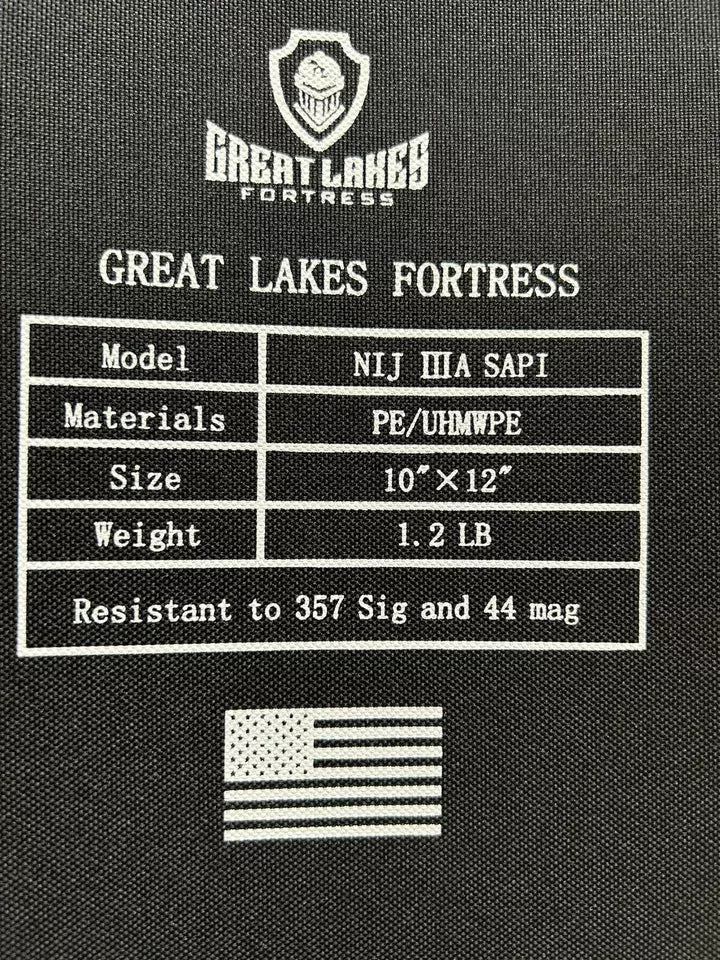 GREAT LAKES
FORTRESS
GREAT LAKES FORTRESS
Model NIJ ⅢA SAPI
Materials PE/UHMWPE
Size 10"×12"
Weight 1.2 LB
Resistant to 357 Sig and 44 mag